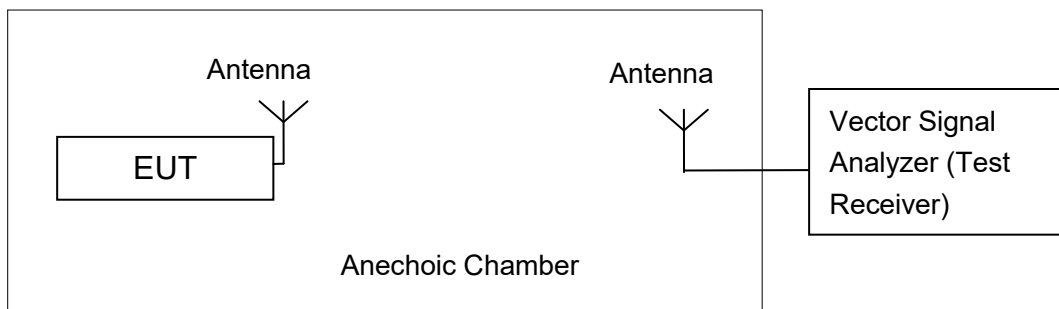 Antenna
Antenna
EUT
Vector Signal
Analyzer (Test
Receiver)
Anechoic Chamber